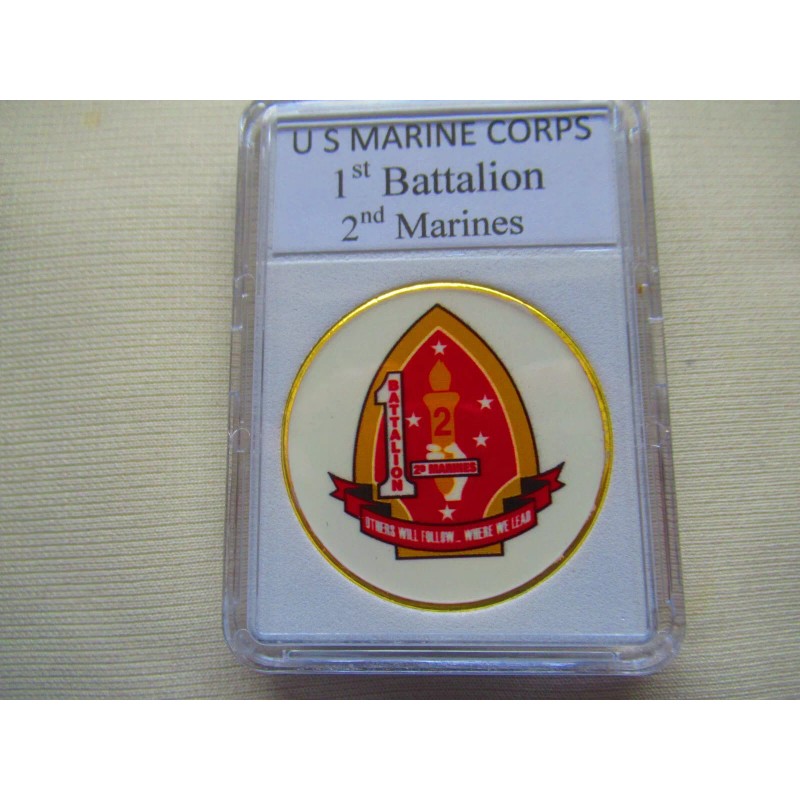 U S MARINE CORPS
1st Battalion
2nd Marines
1
BATTALION
2
2D MARINES
OTHERS WILL FOLLOW... WHERE WE LEAD